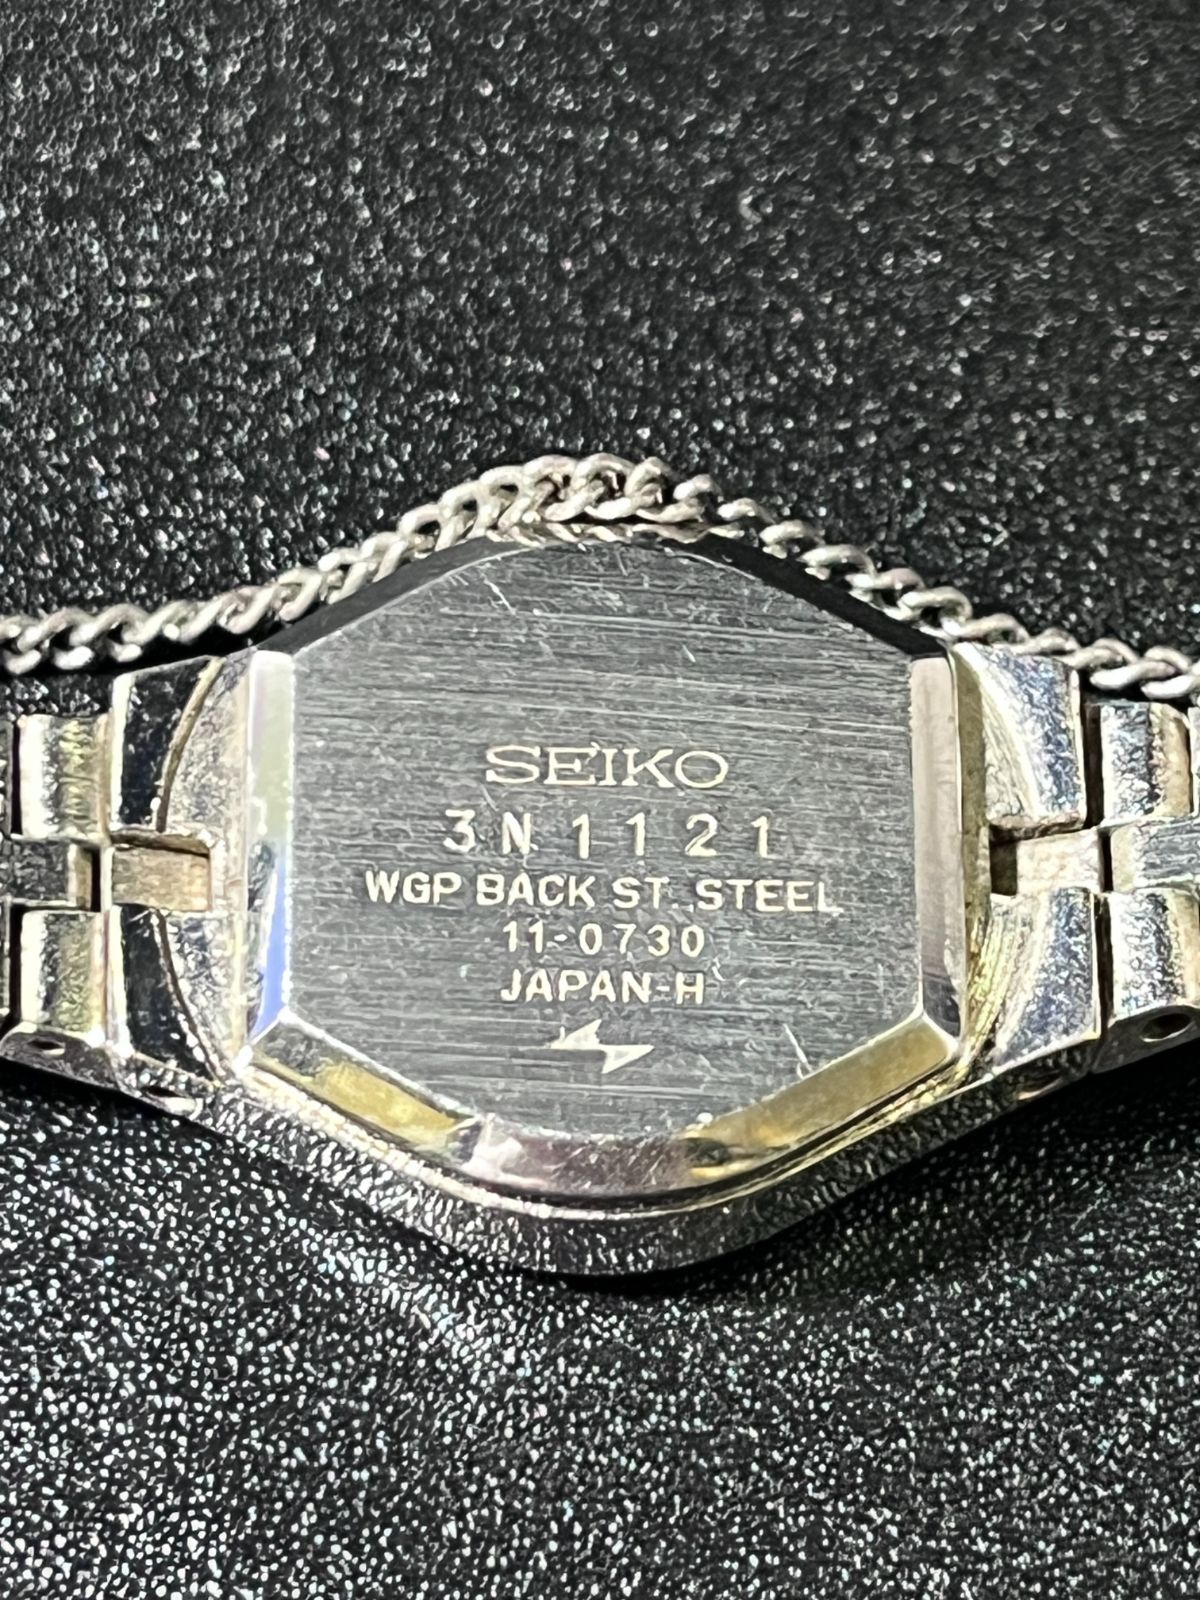 SEIKO
3N1121
WGP BACK ST. STEEL
11-0730
JAPAN-H